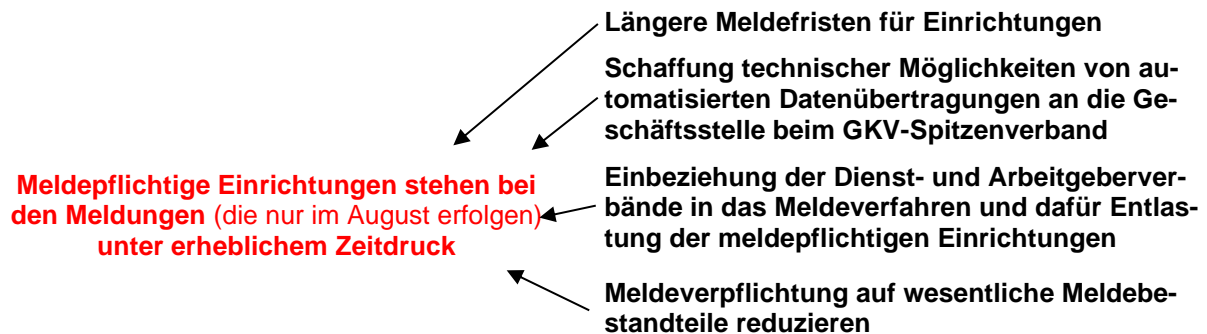 Längere Meldefristen für Einrichtungen
Schaffung technischer Möglichkeiten von au-
tomatisierten Datenübertragungen an die Ge-
schäftsstelle beim GKV-Spitzenverband
Meldepflichtige Einrichtungen stehen bei
den Meldungen (die nur im August erfolgen)
unter erheblichem Zeitdruck
Einbeziehung der Dienst- und Arbeitgeberver-
bände in das Meldeverfahren und dafür Entlas-
tung der meldepflichtigen Einrichtungen
Meldeverpflichtung auf wesentliche Meldebe-
standteile reduzieren